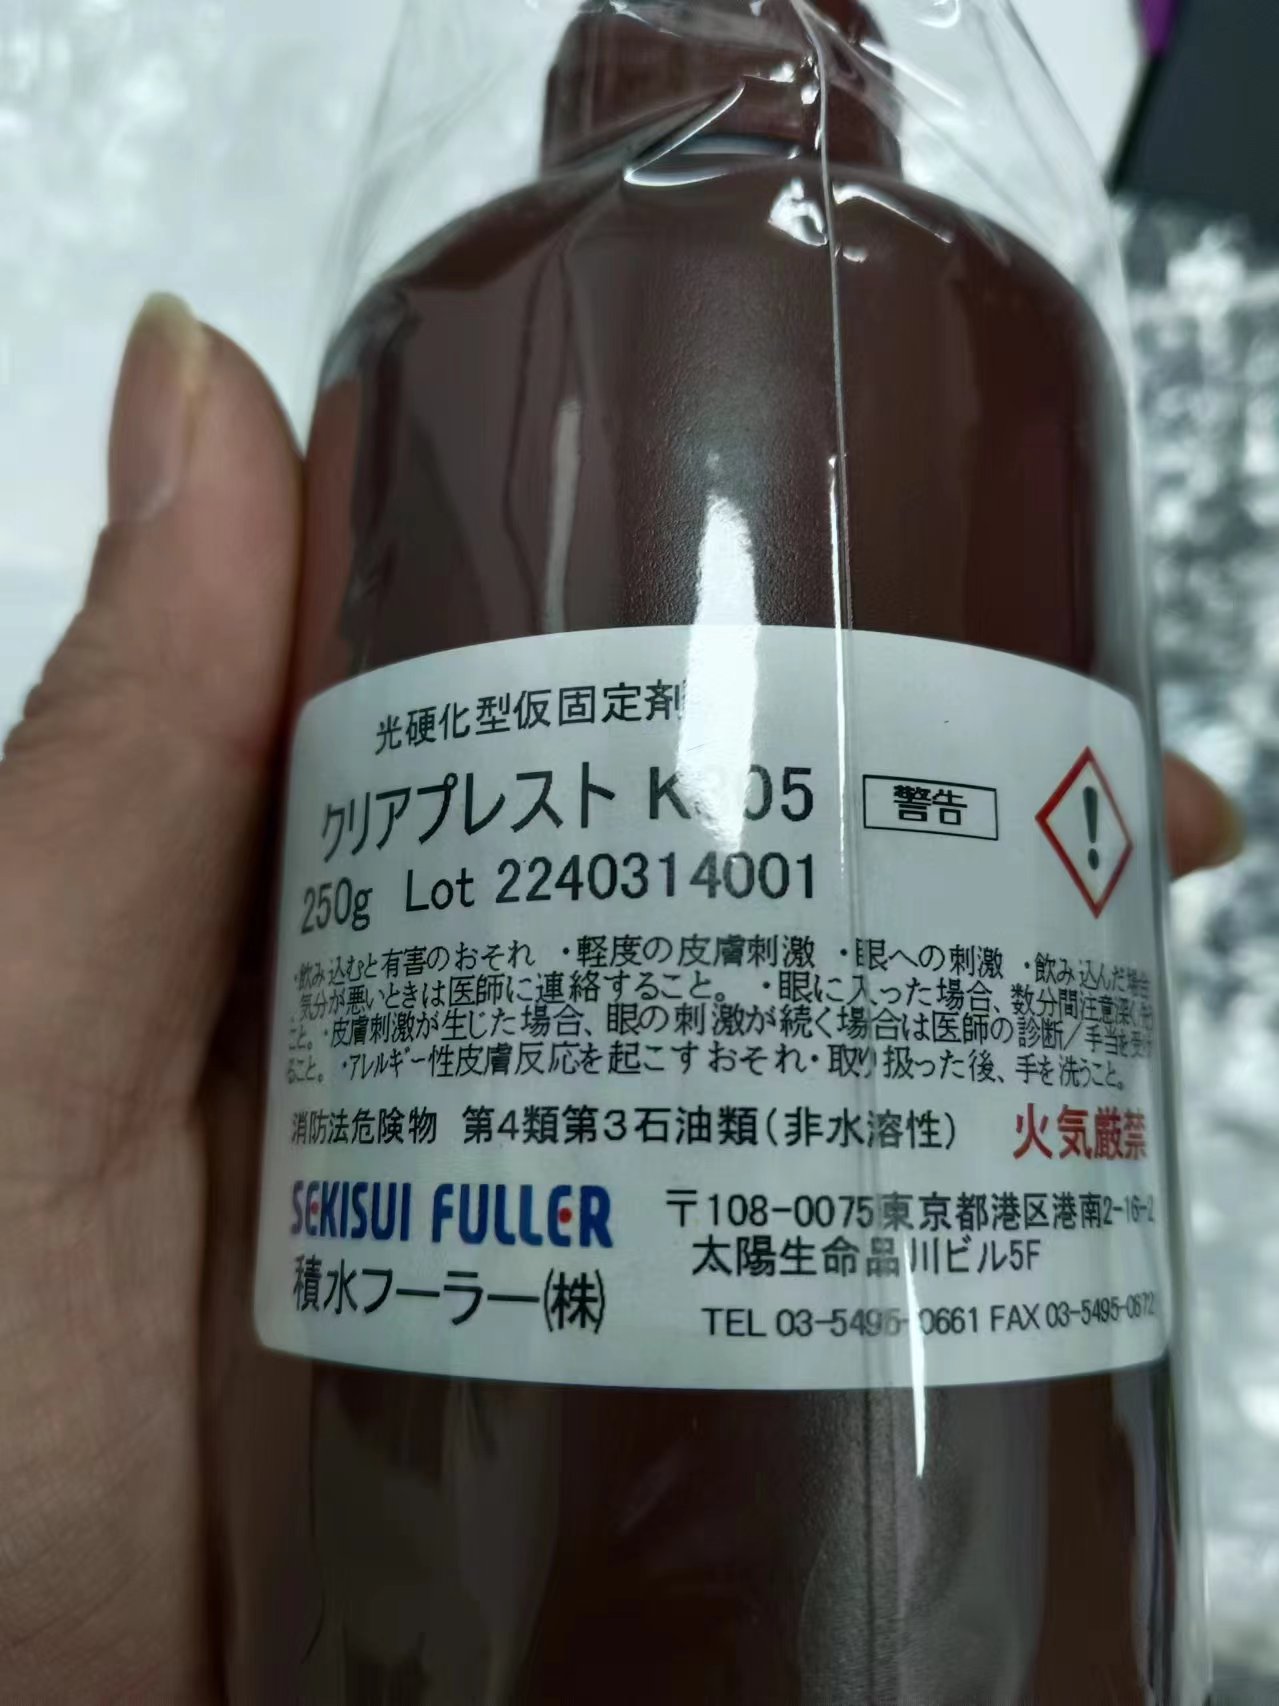 光硬化型仮固定剤
クリアプレスト
警告
250g Lot 2240314001
・飲み込むと有害のおそれ ・軽度の皮膚刺激 ・眼への刺激 ・飲み込んだ場合
気分が悪いときは医師に連絡すること。 ・眼に入った場合、数分間注意深く
こと。・皮膚刺激が生じた場合、眼の刺激が続く場合は医師の診断/手当を
ること。 ・アレルギー性皮膚反応を起こすおそれ・取り扱った後、手を洗うこと。
消防法危険物 第4類第3石油類(非水溶性) 火気厳禁
SEKISUI FULLER
積水フーラー(株)
〒108-0075 東京都港区港南2-16-2
太陽生命品川ビル5F
TEL 03-5495-0661 FAX 03-5495-0672